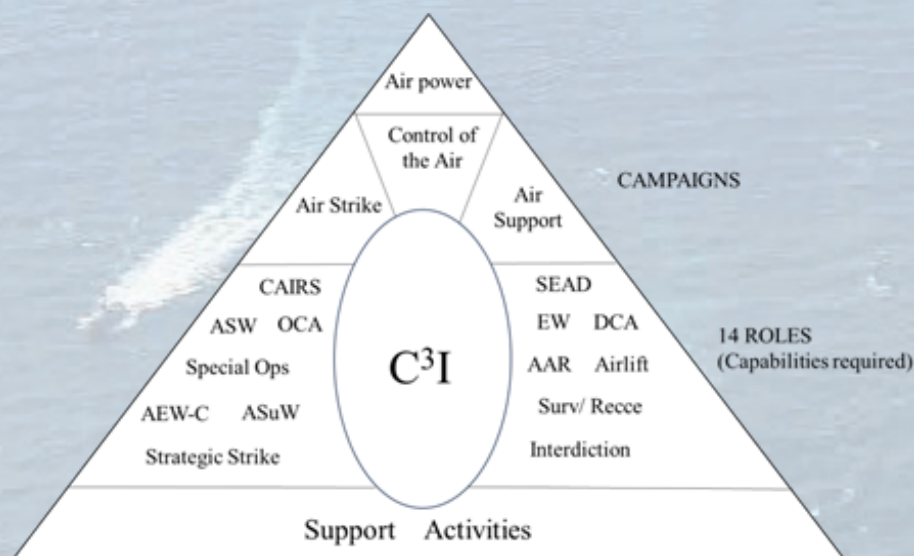 Air power
Control of
the Air
CAMPAIGNS
Air Strike
Air
Support
CAIRS
SEAD
ASW OCA
EW DCA
14 ROLES
(Capabilities required)
Special Ops
C³I
AAR Airlift
AEW-C ASuW
Surv/ Recce
Strategic Strike
Interdiction
Support Activities